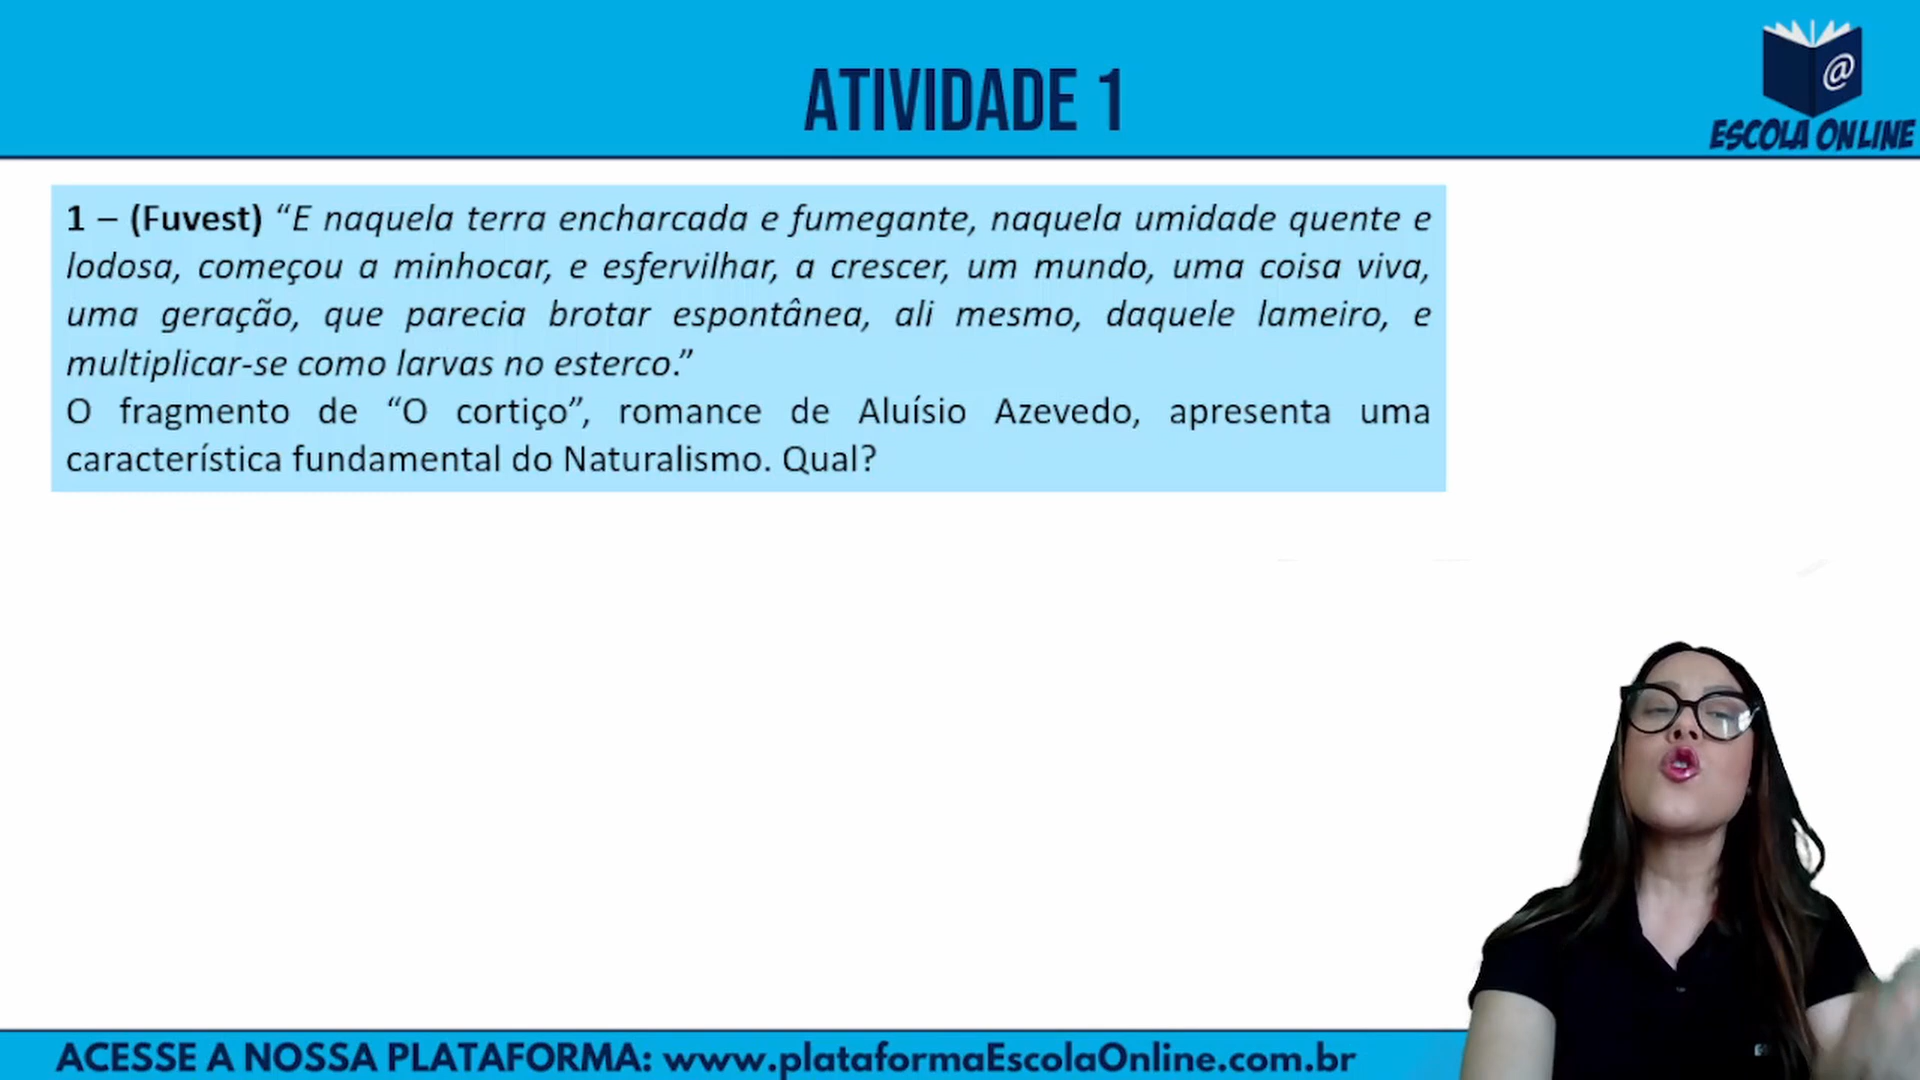 ATIVIDADE 1
@
ESCOLA ONLINE
1 – (Fuvest) “E naquela terra encharcada e fumegante, naquela umidade quente e
lodosa, começou a minhocar, e esfervilhar, a crescer, um mundo, uma coisa viva,
uma geração, que parecia brotar espontânea, ali mesmo, daquele lameiro, e
multiplicar-se como larvas no esterco.”
O fragmento de “O cortiço”, romance de Aluísio Azevedo, apresenta uma
característica fundamental do Naturalismo. Qual?
ACESSE A NOSSA PLATAFORMA: www.plataformaEscolaOnline.com.br